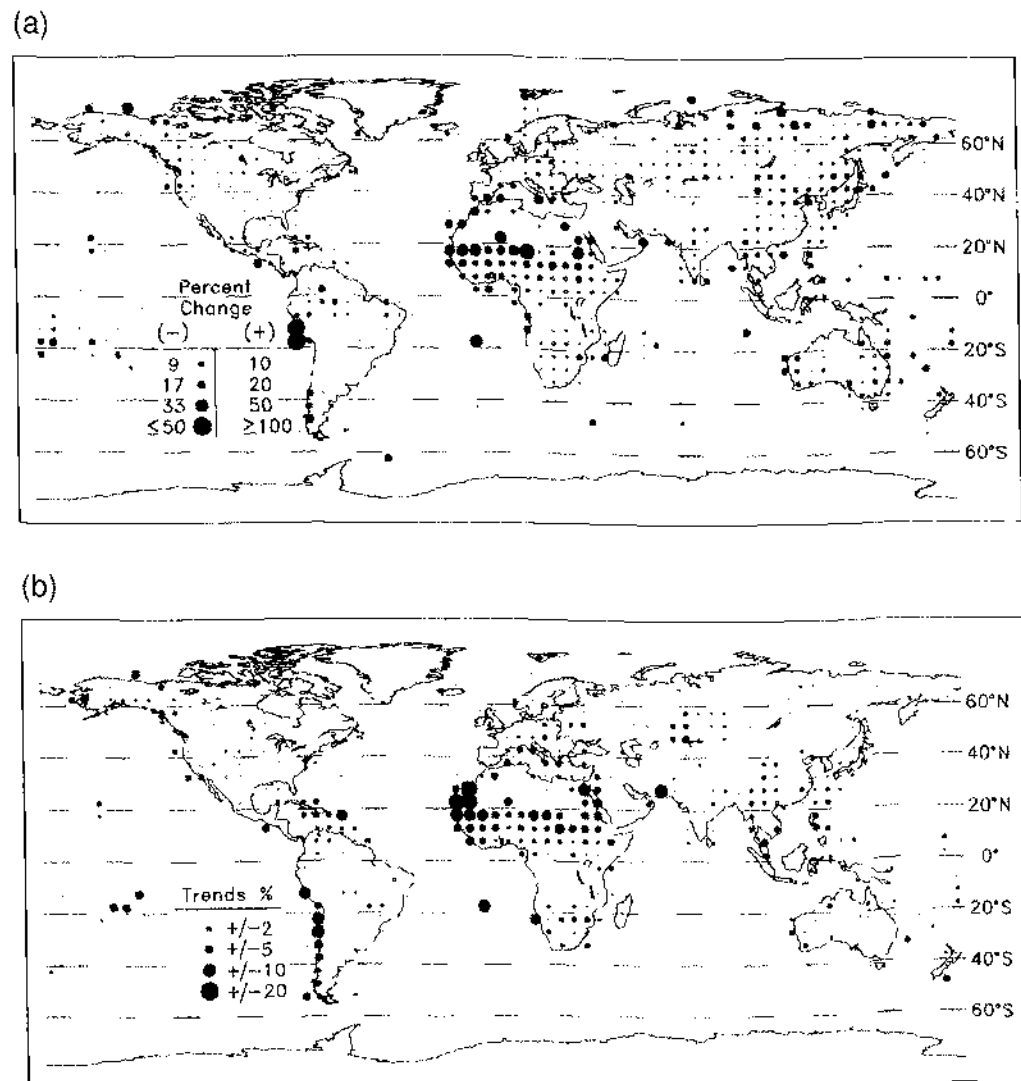 (a)
60°N
40°N
20°N
0°
20°S
40°S
60°S
Percent
Change
(-) (+)
9 10
17 20
33 50
≤50 ≥100
(b)
60°N
40°N
20°N
0°
20°S
40°S
60°S
Trends %
+/-2
+/-5
+/-10
+/-20